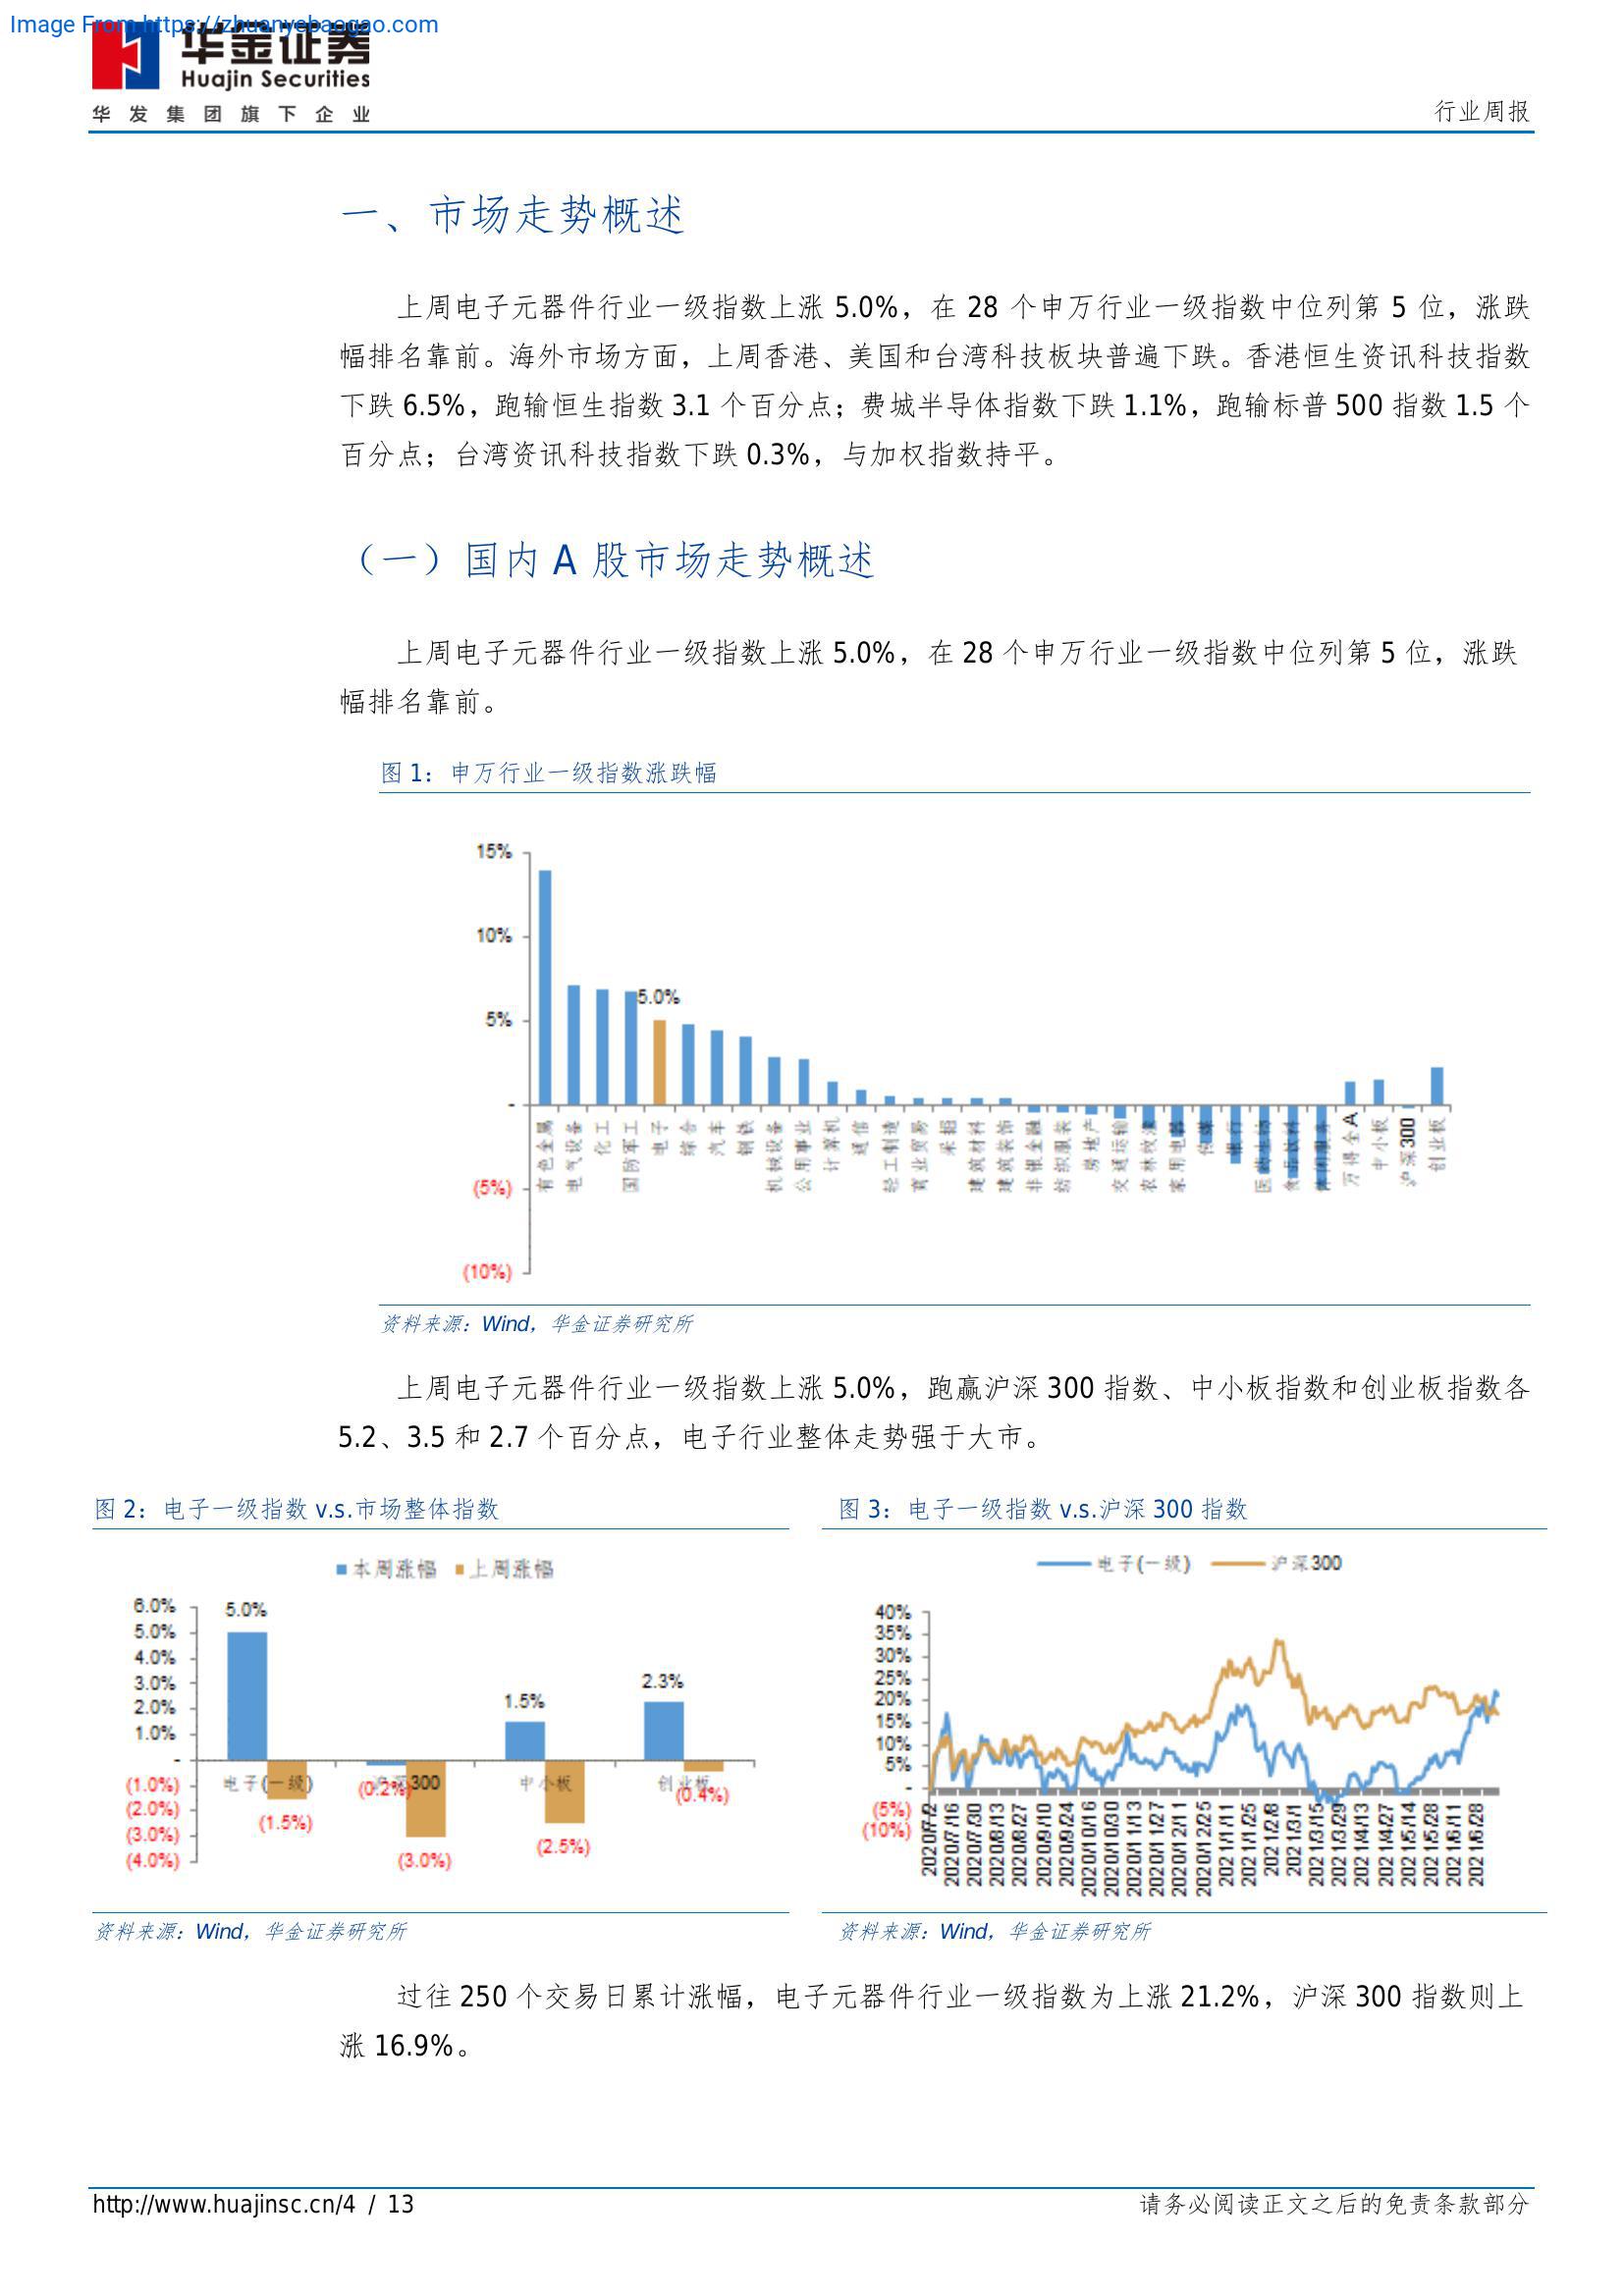 Image From https://zhuanyebaogao.com
华金证券
Huajin Securities
华发集团旗下企业
行业周报
一、市场走势概述
上周电子元器件行业一级指数上涨 5.0%，在 28 个申万行业一级指数中位列第 5 位，涨跌
幅排名靠前。海外市场方面，上周香港、美国和台湾科技板块普遍下跌。香港恒生资讯科技指数
下跌 6.5%，跑输恒生指数 3.1 个百分点；费城半导体指数下跌 1.1%，跑输标普 500 指数 1.5 个
百分点；台湾资讯科技指数下跌 0.3%，与加权指数持平。
（一）国内 A 股市场走势概述
上周电子元器件行业一级指数上涨 5.0%，在 28 个申万行业一级指数中位列第 5 位，涨跌
幅排名靠前。
图 1：申万行业一级指数涨跌幅
15%
10%
5%
-
(5%)
(10%)
5.0%
有色金属
电气设备
化工
国防军工
电子
综合
汽车
钢铁
机械设备
公用事业
计算机
通信
轻工制造
商业贸易
采掘
建筑材料
建筑装饰
非银金融
纺织服装
房地产
交通运输
农林牧渔
家用电器
传媒
银行
医药生物
食品饮料
休闲服务
万得全A
中小板
沪深300
创业板
资料来源：Wind，华金证券研究所
上周电子元器件行业一级指数上涨 5.0%，跑赢沪深 300 指数、中小板指数和创业板指数各
5.2、3.5 和 2.7 个百分点，电子行业整体走势强于大市。
图 2：电子一级指数 v.s.市场整体指数
本周涨幅 上周涨幅
6.0%
5.0%
4.0%
3.0%
2.0%
1.0%
-
(1.0%)
(2.0%)
(3.0%)
(4.0%)
5.0%
1.5%
2.3%
电子(一级)
沪深300
中小板
创业板
(1.5%)
(0.2%)
(3.0%)
(2.5%)
(0.4%)
资料来源：Wind，华金证券研究所
图 3：电子一级指数 v.s.沪深 300 指数
电子(一级) 沪深300
40%
35%
30%
25%
20%
15%
10%
5%
-
(5%)
(10%)
2020/7/2
2020/7/16
2020/7/30
2020/8/13
2020/8/27
2020/9/10
2020/9/24
2020/10/16
2020/10/30
2020/11/13
2020/11/27
2020/12/11
2020/12/25
2021/1/11
2021/1/25
2021/2/8
2021/3/1
2021/3/15
2021/3/29
2021/4/13
2021/4/27
2021/5/14
2021/5/28
2021/6/11
2021/6/28
资料来源：Wind，华金证券研究所
过往 250 个交易日累计涨幅，电子元器件行业一级指数为上涨 21.2%，沪深 300 指数则上
涨 16.9%。
http://www.huajinsc.cn/4 / 13
请务必阅读正文之后的免责条款部分